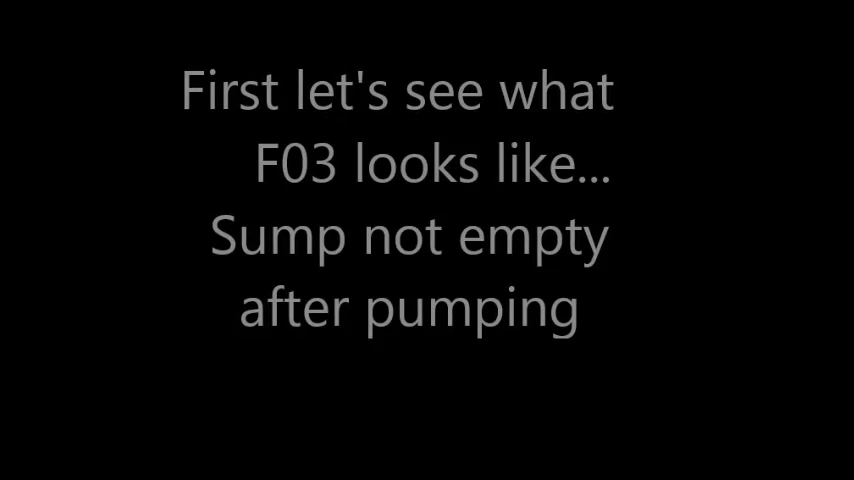 First let's see what
F03 looks like...
Sump not empty
after pumping